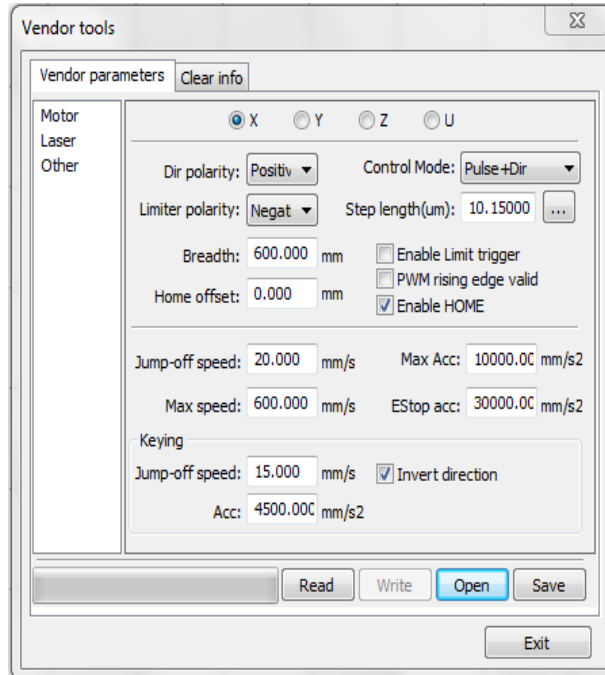 Vendor tools
Vendor parameters Clear info
Motor
Laser
Other
X Y Z U
Dir polarity: Positiv Control Mode: Pulse+Dir
Limiter polarity: Negat Step length(um): 10.15000 ...
Breadth: 600.000 mm Enable Limit trigger
PWM rising edge valid
Home offset: 0.000 mm Enable HOME
Jump-off speed: 20.000 mm/s Max Acc: 10000.00 mm/s2
Max speed: 600.000 mm/s EStop acc: 30000.00 mm/s2
Keying
Jump-off speed: 15.000 mm/s Invert direction
Acc: 4500.000 mm/s2
Read Write Open Save
Exit